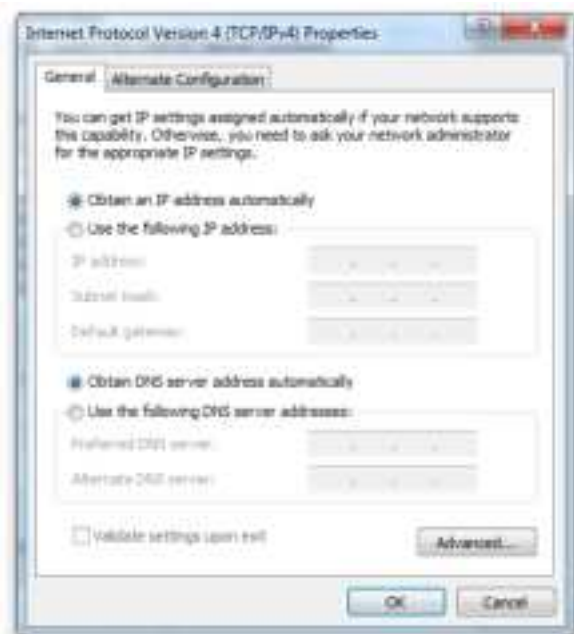 Internet Protocol Version 4 (TCP/IPv4) Properties
General
Alternate Configuration
You can get IP settings assigned automatically if your network supports
this capability. Otherwise, you need to ask your network administrator
for the appropriate IP settings.
Obtain an IP address automatically
Use the following IP address:
IP address:
Subnet mask:
Default gateway:
Obtain DNS server address automatically
Use the following DNS server addresses:
Preferred DNS server:
Alternate DNS server:
Validate settings upon exit
Advanced...
OK
Cancel